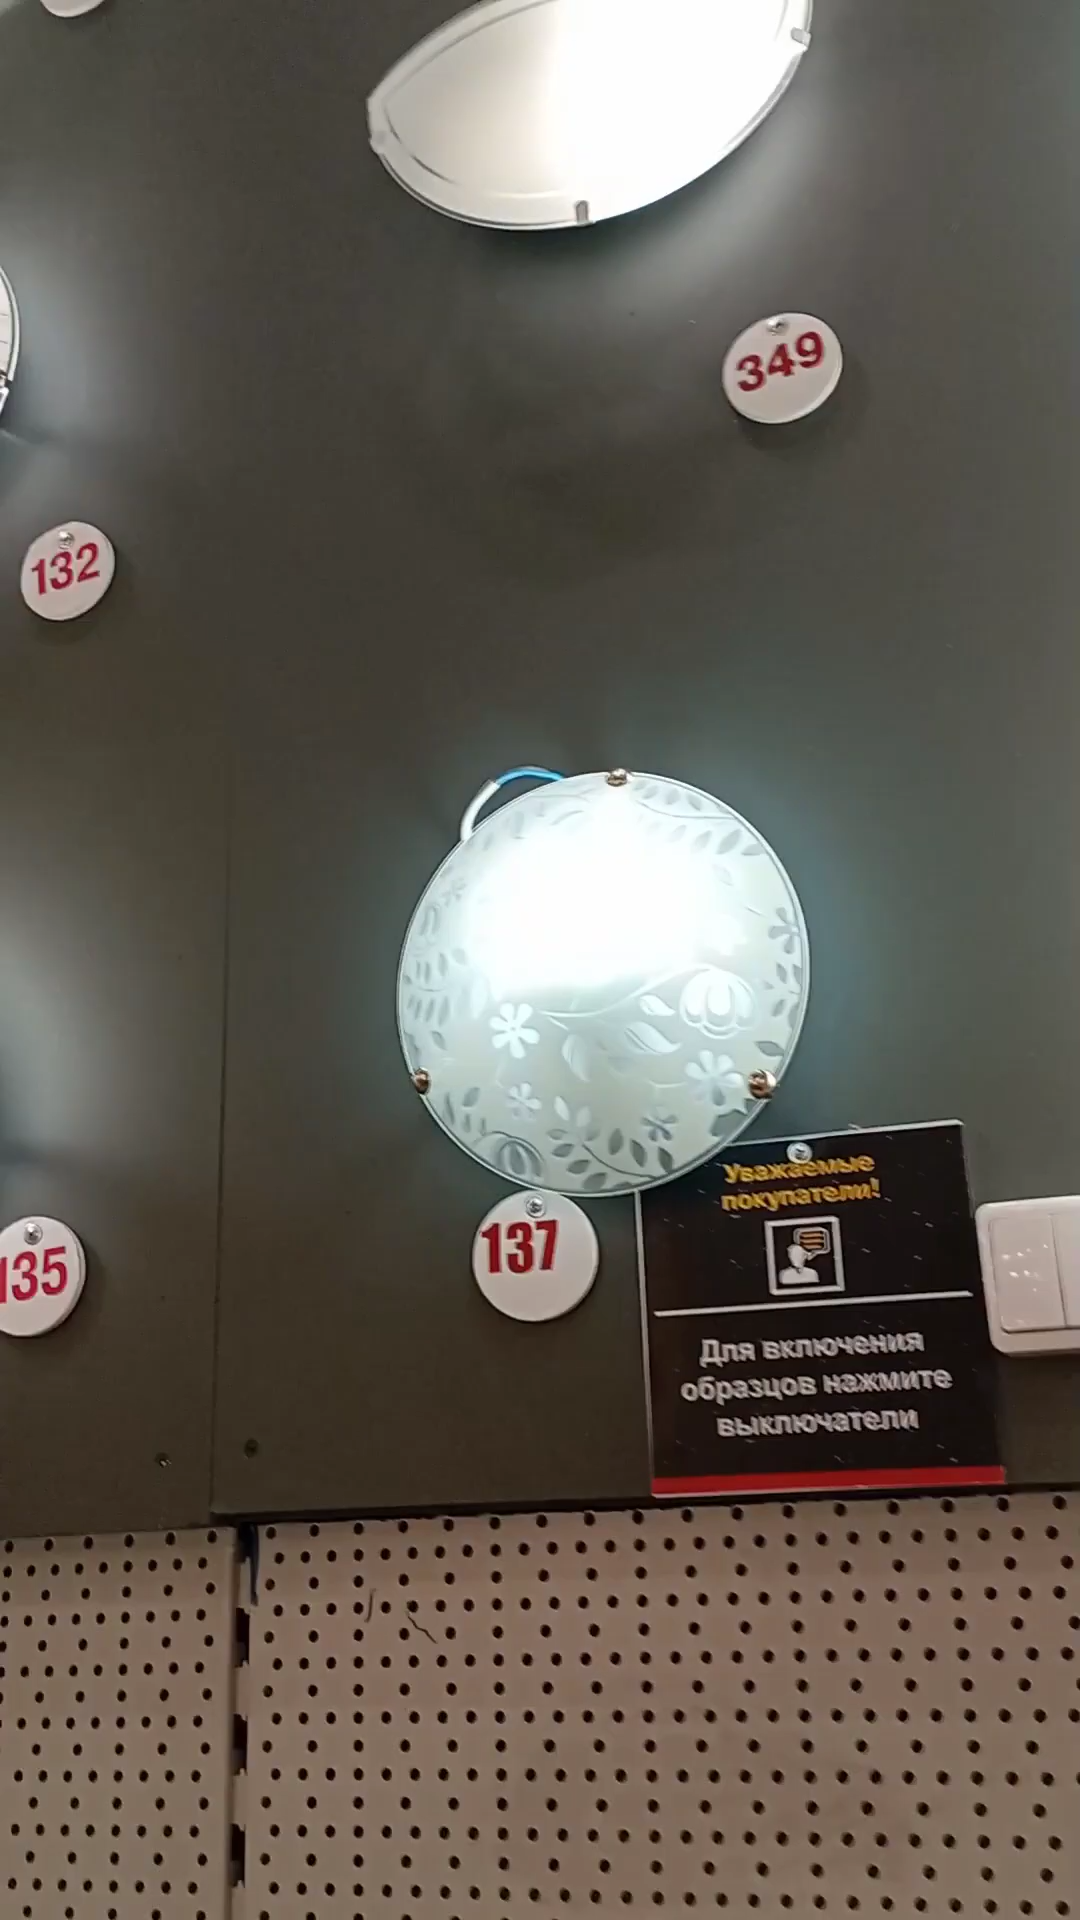 349
132
137
135
Уважаемые
покупатели!
Для включения
образцов нажмите
выключатели